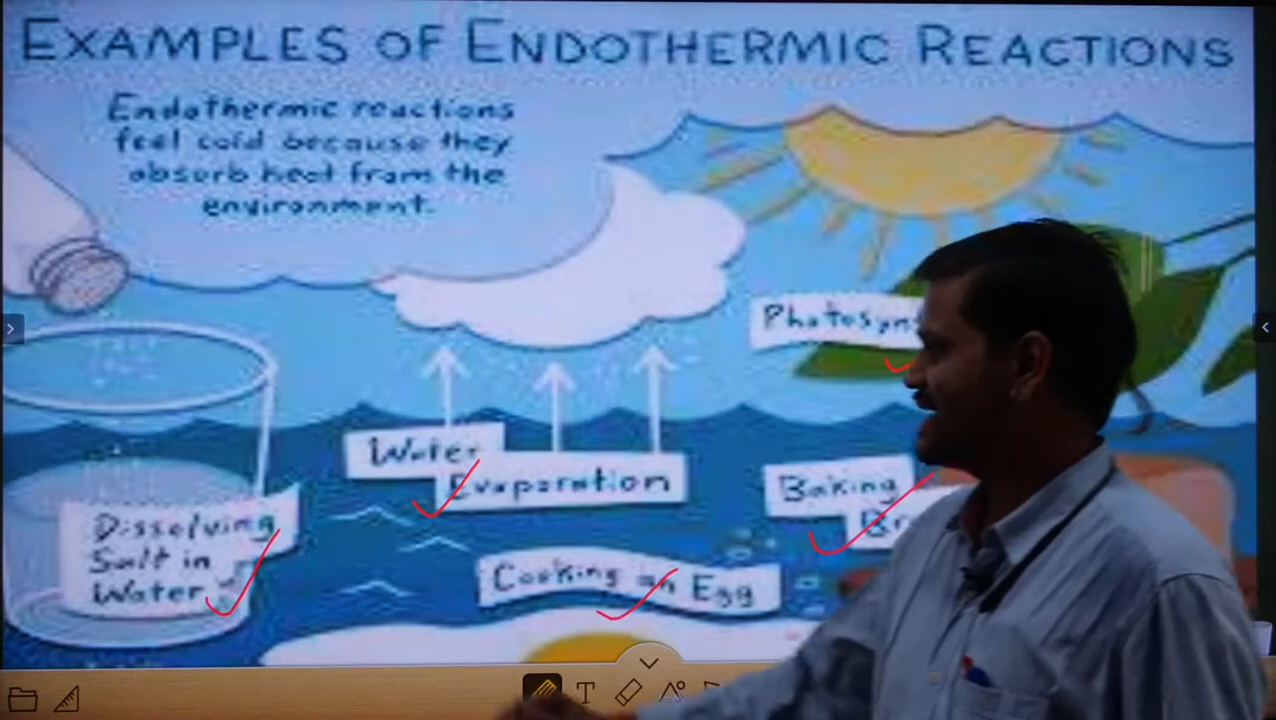 EXAMPLES OF ENDOTHERMIC REACTIONS
Endothermic reactions
feel cold because they
absorb heat from the
environment.
Photosyn
Water
Evaporation
Baking
Br
Dissolving
Salt in
Water
Cooking an Egg
T